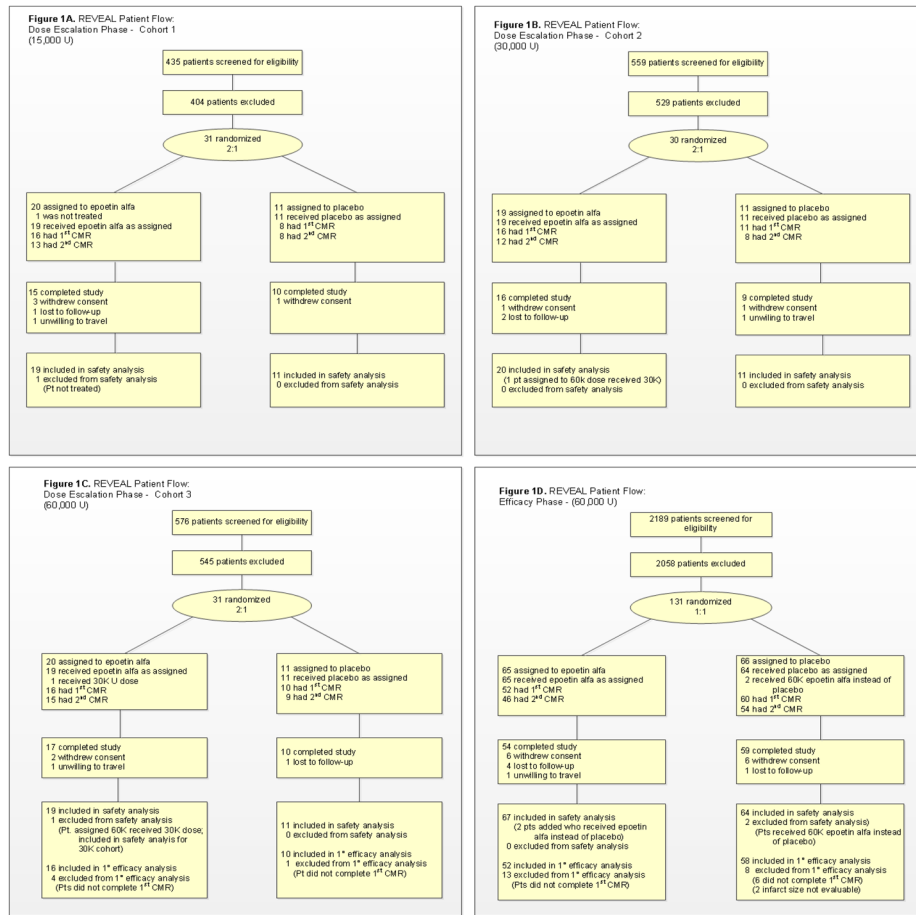 Figure 1A. REVEAL Patient Flow:
Dose Escalation Phase - Cohort 1
(15,000 U)
435 patients screened for eligibility
404 patients excluded
31 randomized
2:1
20 assigned to epoetin alfa
1 was not treated
19 received epoetin alfa as assigned
16 had 1st CMR
13 had 2nd CMR
11 assigned to placebo
11 received placebo as assigned
8 had 1st CMR
8 had 2nd CMR
15 completed study
3 withdrew consent
1 lost to follow-up
1 unwilling to travel
10 completed study
1 withdrew consent
19 included in safety analysis
1 excluded from safety analysis
(Pt not treated)
11 included in safety analysis
0 excluded from safety analysis
Figure 1B. REVEAL Patient Flow:
Dose Escalation Phase - Cohort 2
(30,000 U)
559 patients screened for eligibility
529 patients excluded
30 randomized
2:1
19 assigned to epoetin alfa
19 received epoetin alfa as assigned
16 had 1st CMR
12 had 2nd CMR
11 assigned to placebo
11 received placebo as assigned
11 had 1st CMR
8 had 2nd CMR
16 completed study
1 withdrew consent
2 lost to follow-up
9 completed study
1 withdrew consent
1 unwilling to travel
20 included in safety analysis
(1 pt assigned to 60k dose received 30K)
0 excluded from safety analysis
11 included in safety analysis
0 excluded from safety analysis
Figure 1C. REVEAL Patient Flow:
Dose Escalation Phase - Cohort 3
(60,000 U)
576 patients screened for eligibility
545 patients excluded
31 randomized
2:1
20 assigned to epoetin alfa
19 received epoetin alfa as assigned
1 received 30K U dose
16 had 1st CMR
15 had 2nd CMR
11 assigned to placebo
11 received placebo as assigned
10 had 1st CMR
9 had 2nd CMR
17 completed study
2 withdrew consent
1 unwilling to travel
10 completed study
1 lost to follow-up
19 included in safety analysis
1 excluded from safety analysis
(Pt. assigned 60K received 30K dose;
included in safety analysis for
30K cohort)
16 included in 1° efficacy analysis
4 excluded from 1° efficacy analysis
(Pts did not complete 1st CMR)
11 included in safety analysis
0 excluded from safety analysis
10 included in 1° efficacy analysis
1 excluded from 1° efficacy analysis
(Pt did not complete 1st CMR)
Figure 1D. REVEAL Patient Flow:
Efficacy Phase - (60,000 U)
2189 patients screened for
eligibility
2058 patients excluded
131 randomized
1:1
65 assigned to epoetin alfa
65 received epoetin alfa as assigned
52 had 1st CMR
46 had 2nd CMR
66 assigned to placebo
64 received placebo as assigned
2 received 60K epoetin alfa instead of
placebo
60 had 1st CMR
54 had 2nd CMR
54 completed study
6 withdrew consent
4 lost to follow-up
1 unwilling to travel
59 completed study
6 withdrew consent
1 lost to follow-up
67 included in safety analysis
(2 pts added who received epoetin
alfa instead of placebo)
0 excluded from safety analysis
52 included in 1° efficacy analysis
13 excluded from 1° efficacy analysis
(Pts did not complete 1st CMR)
64 included in safety analysis
2 excluded from safety analysis)
(Pts received 60K epoetin alfa instead
of placebo)
58 included in 1° efficacy analysis
8 excluded from 1° efficacy analysis
(6 did not complete 1st CMR)
(2 infarct size not evaluable)